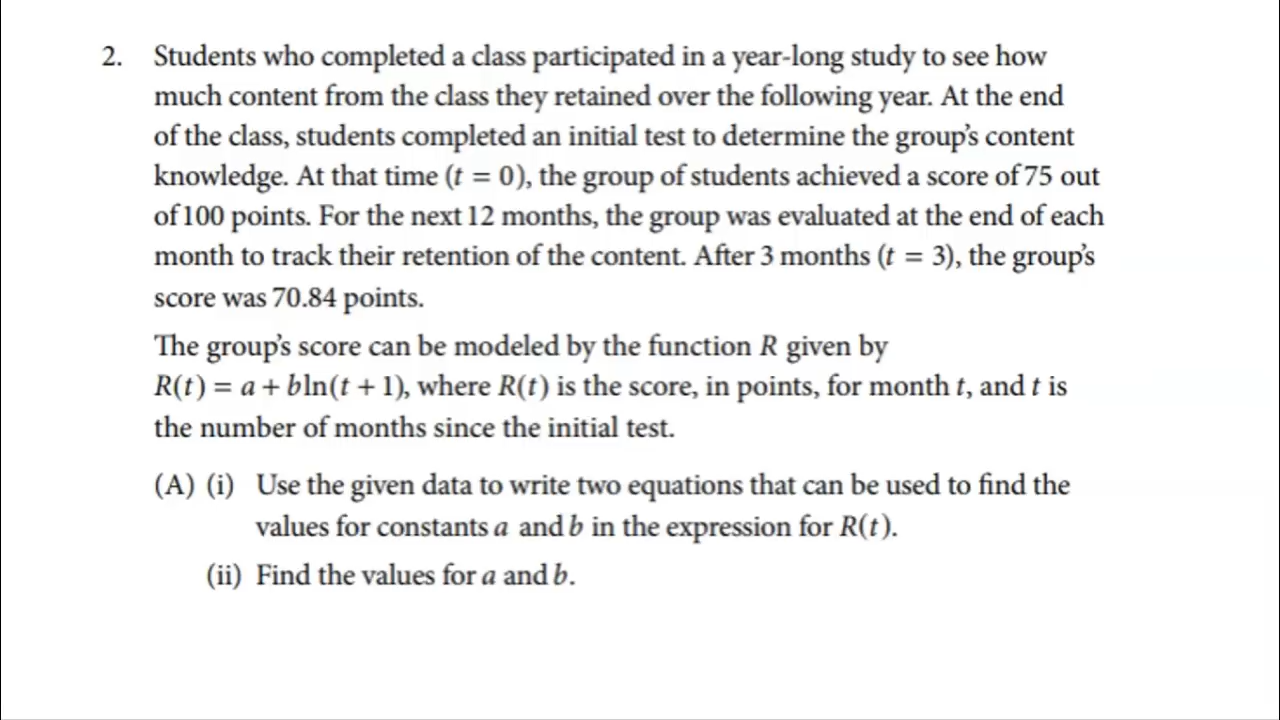 2. Students who completed a class participated in a year-long study to see how
much content from the class they retained over the following year. At the end
of the class, students completed an initial test to determine the group's content
knowledge. At that time (t = 0), the group of students achieved a score of 75 out
of 100 points. For the next 12 months, the group was evaluated at the end of each
month to track their retention of the content. After 3 months (t = 3), the group's
score was 70.84 points.
The group's score can be modeled by the function R given by
R(t) = a + bln(t + 1), where R(t) is the score, in points, for month t, and t is
the number of months since the initial test.
(A) (i) Use the given data to write two equations that can be used to find the
values for constants a and b in the expression for R(t).
(ii) Find the values for a and b.